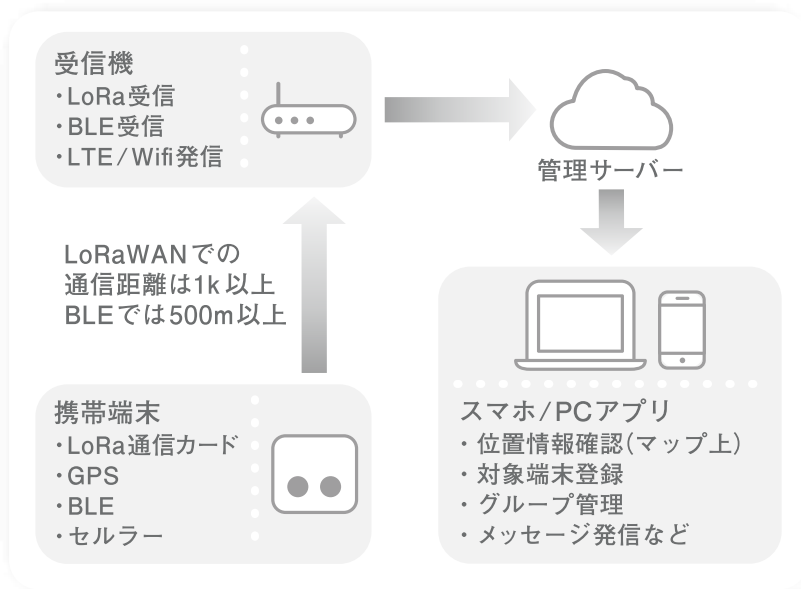 受信機
・LoRa受信
・BLE受信
・LTE/Wifi発信
管理サーバー
LoRaWANでの
通信距離は1k以上
BLEでは500m以上
携帯端末
・LoRa通信カード
・GPS
・BLE
・セルラー
スマホ/PCアプリ
・位置情報確認(マップ上)
・対象端末登録
・グループ管理
・メッセージ発信など